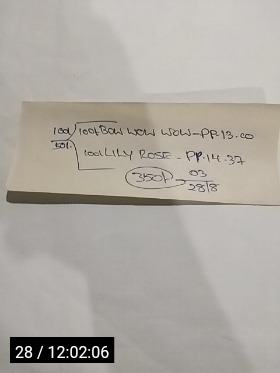 100/ 100/ BOW WOW WOW-PP.13.00
50/.
100/ LILY ROSE - PP.14.37
350/- 03
28/8
28 / 12:02:06